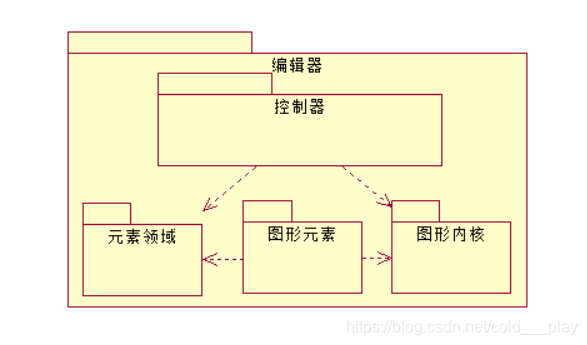 编辑器
控制器
元素领域
图形元素
图形内核
https://blog.csdn.net/cold___play